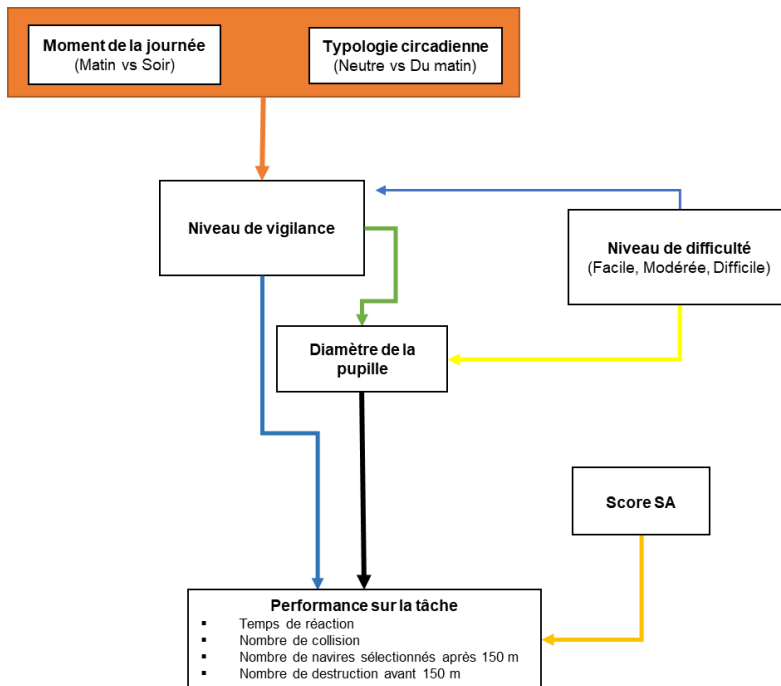 Moment de la journée
(Matin vs Soir)
Typologie circadienne
(Neutre vs Du matin)
Niveau de vigilance
Niveau de difficulté
(Facile, Modérée, Difficile)
Diamètre de la
pupille
Score SA
Performance sur la tâche
▪ Temps de réaction
▪ Nombre de collision
▪ Nombre de navires sélectionnés après 150 m
▪ Nombre de destruction avant 150 m